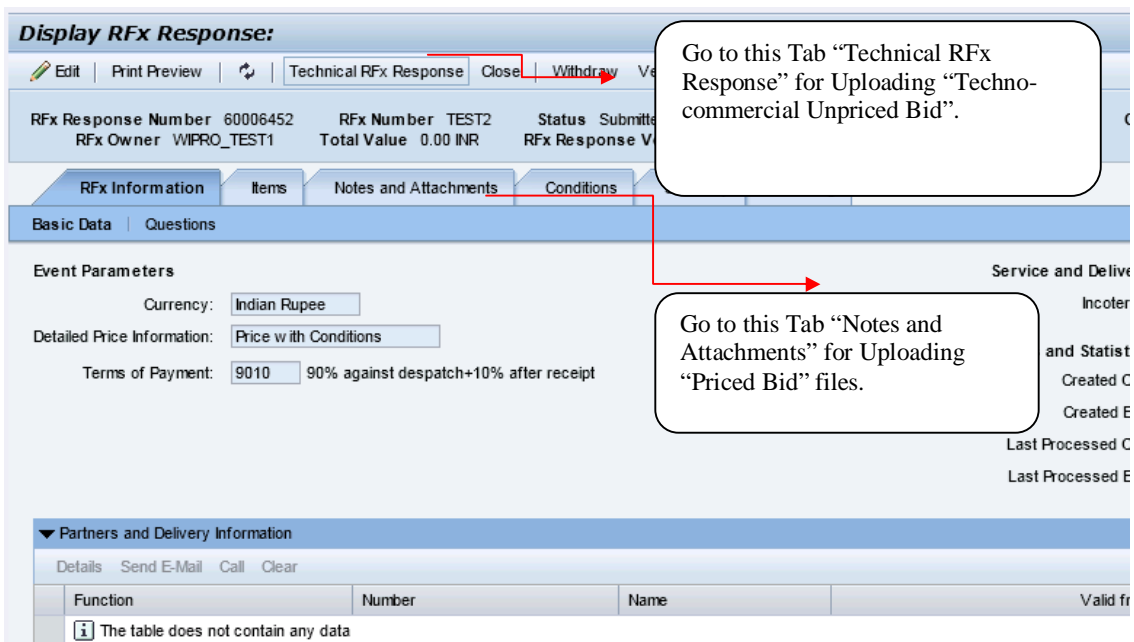 Display RFx Response:
Edit | Print Preview | Technical RFx Response Close Withdraw
Go to this Tab “Technical RFx
Response” for Uploading “Techno-
commercial Unpriced Bid”.
RFx Response Number 60006452 RFx Number TEST2 Status
RFx Owner WIPRO_TEST1 Total Value 0.00 INR RFx Response
RFx Information Items Notes and Attachments Conditions
Basic Data | Questions
Event Parameters
Service and
Currency: Indian Rupee
Detailed Price Information: Price with Conditions
Terms of Payment: 9010 90% against despatch+10% after receipt
Go to this Tab “Notes and
Attachments” for Uploading
“Priced Bid” files.
and
Created
Created
Last Processed
Last Processed
Partners and Delivery Information
Details Send E-Mail Call Clear
Function Number Name Valid
The table does not contain any data